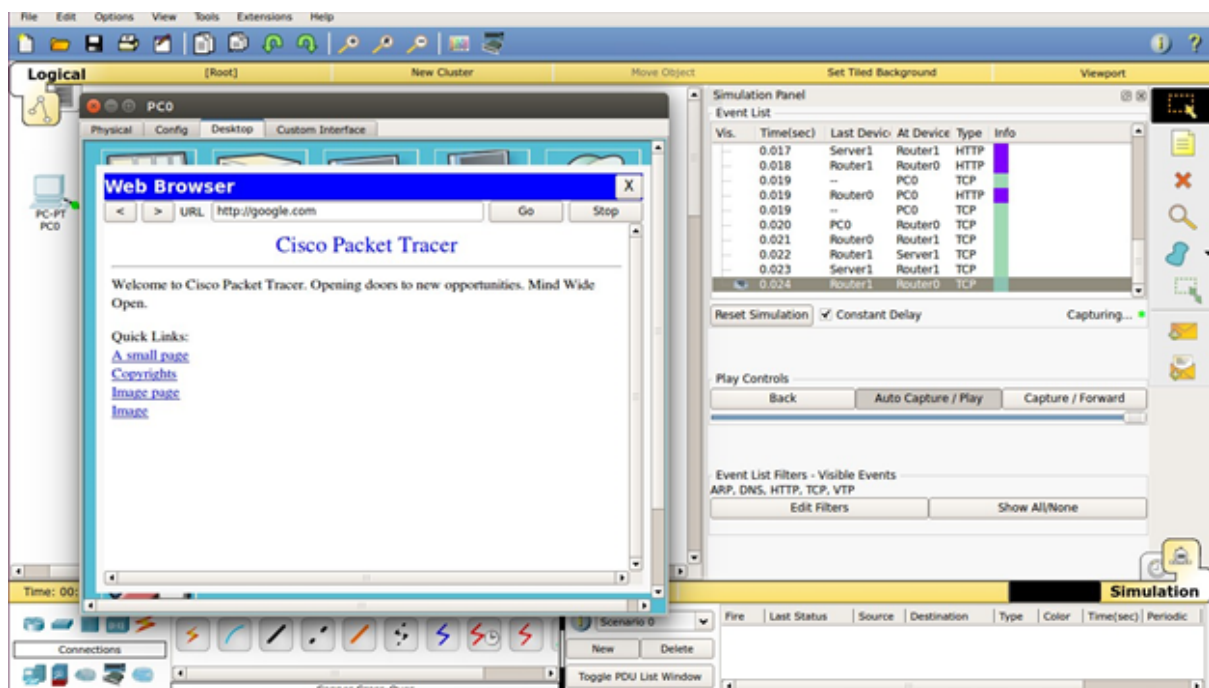 File Edit Options View Tools Extensions Help
Logical [Root] New Cluster Move Object Set Tiled Background Viewport
PC0
Physical Config Desktop Custom Interface
Web Browser X
< > URL http://google.com Go Stop
Cisco Packet Tracer
Welcome to Cisco Packet Tracer. Opening doors to new opportunities. Mind Wide
Open.
Quick Links:
A small page
Copyrights
Image page
Image
PC-PT
PC0
Simulation Panel
Event List
Vis. Time(sec) Last Devic At Device Type Info
0.017 Server1 Router1 HTTP
0.018 Router1 Router0 HTTP
0.019 -- PC0 TCP
0.019 Router0 PC0 HTTP
0.019 -- PC0 TCP
0.020 PC0 Router0 TCP
0.021 Router0 Router1 TCP
0.022 Router1 Server1 TCP
0.023 Server1 Router1 TCP
0.024 Router1 Router0 TCP
Reset Simulation Constant Delay Capturing...
Play Controls
Back Auto Capture / Play Capture / Forward
Event List Filters - Visible Events
ARP, DNS, HTTP, TCP, VTP
Edit Filters Show All/None
Time: 00: Simulation
Connections
Scenario 0
New Delete
Toggle PDU List Window
Fire Last Status Source Destination Type Color Time(sec) Periodic